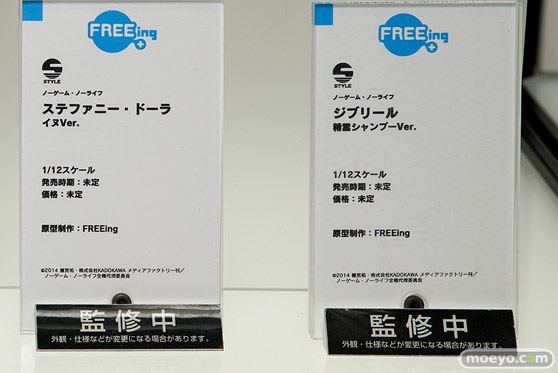 FREEing
S
STYLE
ノーゲーム・ノーライフ
ステファニー・ドーラ
イヌVer.
1/12スケール
発売時期：未定
価格：未定
原型制作：FREEing
©2014 榎宮祐・株式会社KADOKAWA メディアファクトリー刊／
ノーゲーム・ノーライフ全権代理委員会
監修中
外観・仕様などが変更になる場合があります。
FREEing
S
STYLE
ノーゲーム・ノーライフ
ジブリール
精霊シャンプーVer.
1/12スケール
発売時期：未定
価格：未定
原型制作：FREEing
©2014 榎宮祐・株式会社KADOKAWA メディアファクトリー刊／
ノーゲーム・ノーライフ全権代理委員会
監修中
外観・仕様などが変更になる場合があります。
moeyo.com